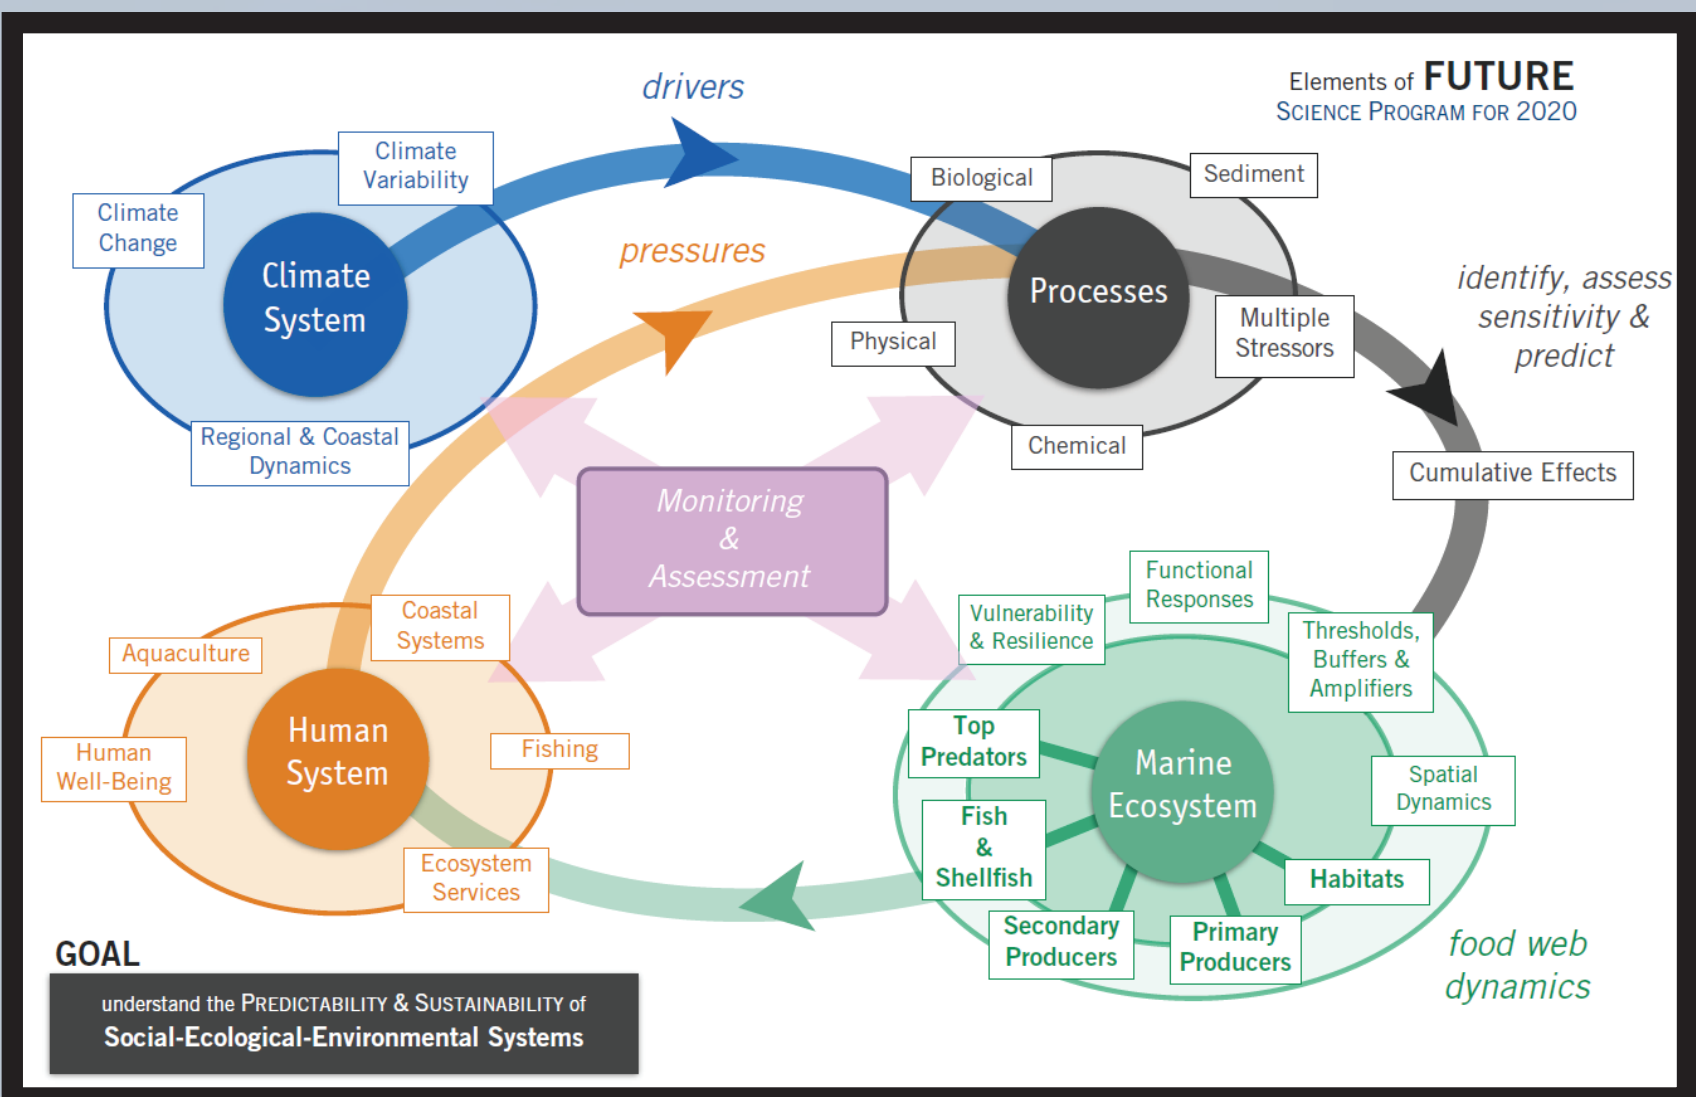 Elements of FUTURE
SCIENCE PROGRAM FOR 2020
drivers
Climate
Variability
Climate
Change
Climate
System
Regional & Coastal
Dynamics
pressures
Biological
Sediment
Processes
Physical
Multiple
Stressors
Chemical
identify, assess
sensitivity &
predict
Cumulative Effects
Monitoring
&
Assessment
Coastal
Systems
Aquaculture
Human
System
Human
Well-Being
Fishing
Ecosystem
Services
Functional
Responses
Vulnerability
& Resilience
Thresholds,
Buffers &
Amplifiers
Top
Predators
Marine
Ecosystem
Spatial
Dynamics
Fish
&
Shellfish
Habitats
Secondary
Producers
Primary
Producers
food web
dynamics
GOAL
understand the PREDICTABILITY & SUSTAINABILITY of
Social-Ecological-Environmental Systems